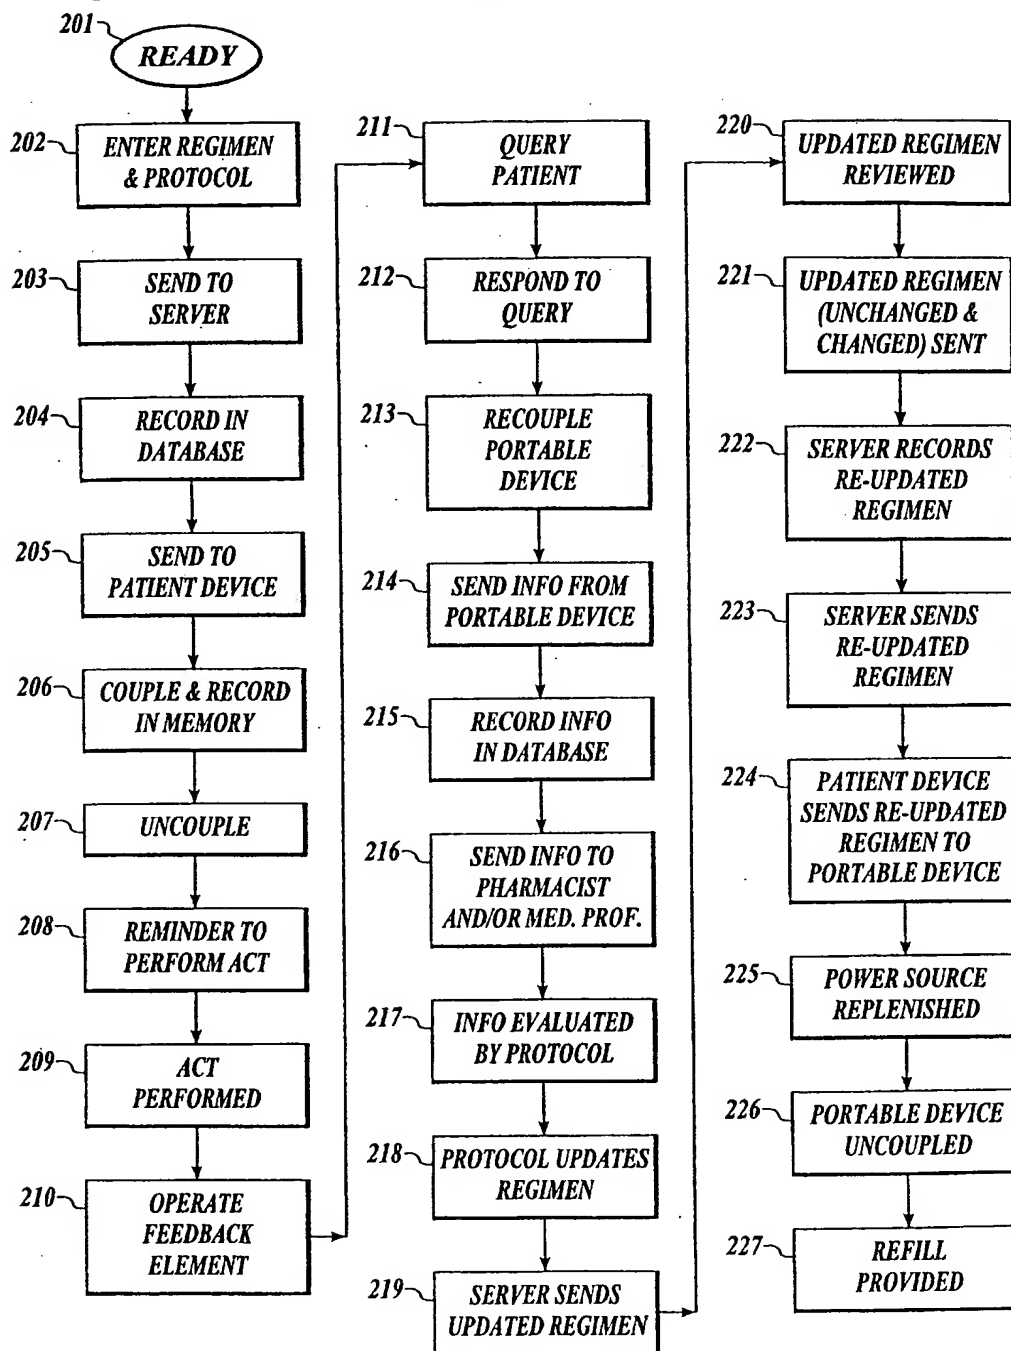 201
READY
202
ENTER REGIMEN
& PROTOCOL
203
SEND TO
SERVER
204
RECORD IN
DATABASE
205
SEND TO
PATIENT DEVICE
206
COUPLE & RECORD
IN MEMORY
207
UNCOUPLE
208
REMINDER TO
PERFORM ACT
209
ACT
PERFORMED
210
OPERATE
FEEDBACK
ELEMENT
211
QUERY
PATIENT
212
RESPOND TO
QUERY
213
RECOUPLE
PORTABLE
DEVICE
214
SEND INFO FROM
PORTABLE DEVICE
215
RECORD INFO
IN DATABASE
216
SEND INFO TO
PHARMACIST
AND/OR MED. PROF.
217
INFO EVALUATED
BY PROTOCOL
218
PROTOCOL UPDATES
REGIMEN
219
SERVER SENDS
UPDATED REGIMEN
220
UPDATED REGIMEN
REVIEWED
221
UPDATED REGIMEN
(UNCHANGED &
CHANGED) SENT
222
SERVER RECORDS
RE-UPDATED
REGIMEN
223
SERVER SENDS
RE-UPDATED
REGIMEN
224
PATIENT DEVICE
SENDS RE-UPDATED
REGIMEN TO
PORTABLE DEVICE
225
POWER SOURCE
REPLENISHED
226
PORTABLE DEVICE
UNCOUPLED
227
REFILL
PROVIDED